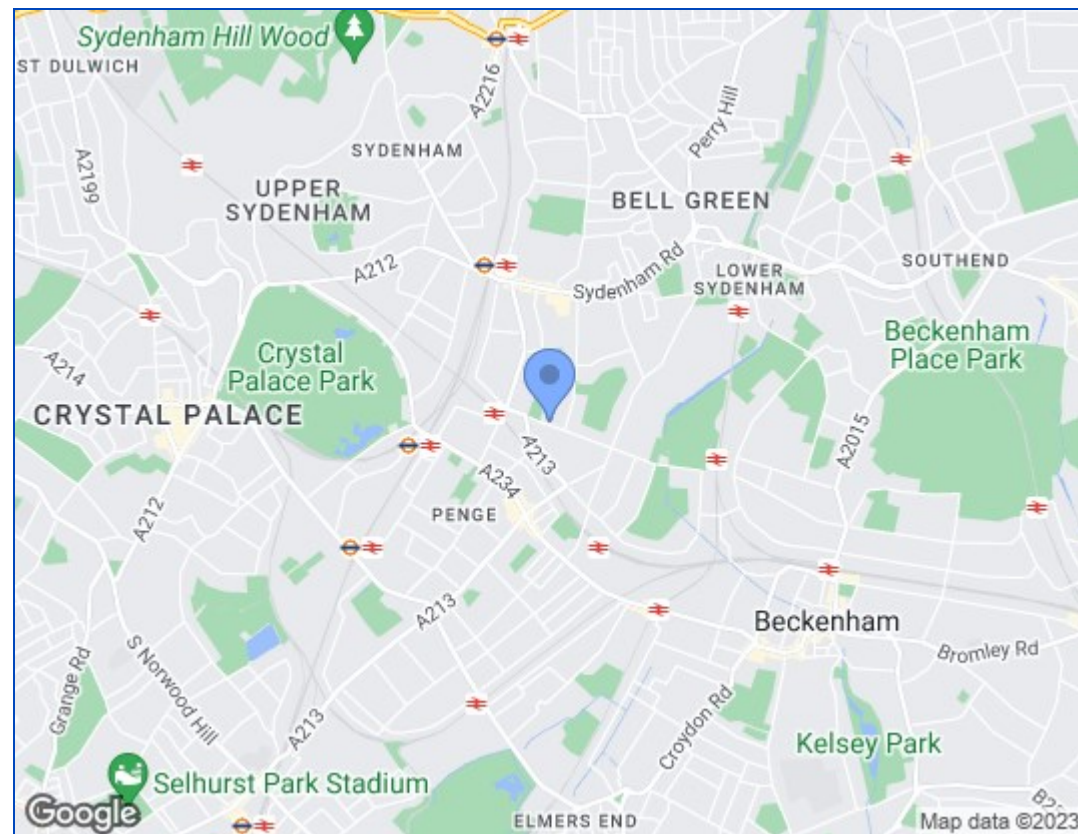 Sydenham Hill Wood
ST DULWICH
A2216
SYDENHAM
Perry Hill
A2199
UPPER
SYDENHAM
BELL GREEN
A212
Sydenham Rd
LOWER
SYDENHAM
SOUTHEND
A214
Crystal
Palace Park
Beckenham
Place Park
CRYSTAL PALACE
A213
A2015
A234
A212
PENGE
A213
Beckenham
Bromley Rd
Grange Rd
S Norwood Hill
A213
Croydon Rd
Kelsey Park
Selhurst Park Stadium
Google
ELMERS END
Map data ©2023